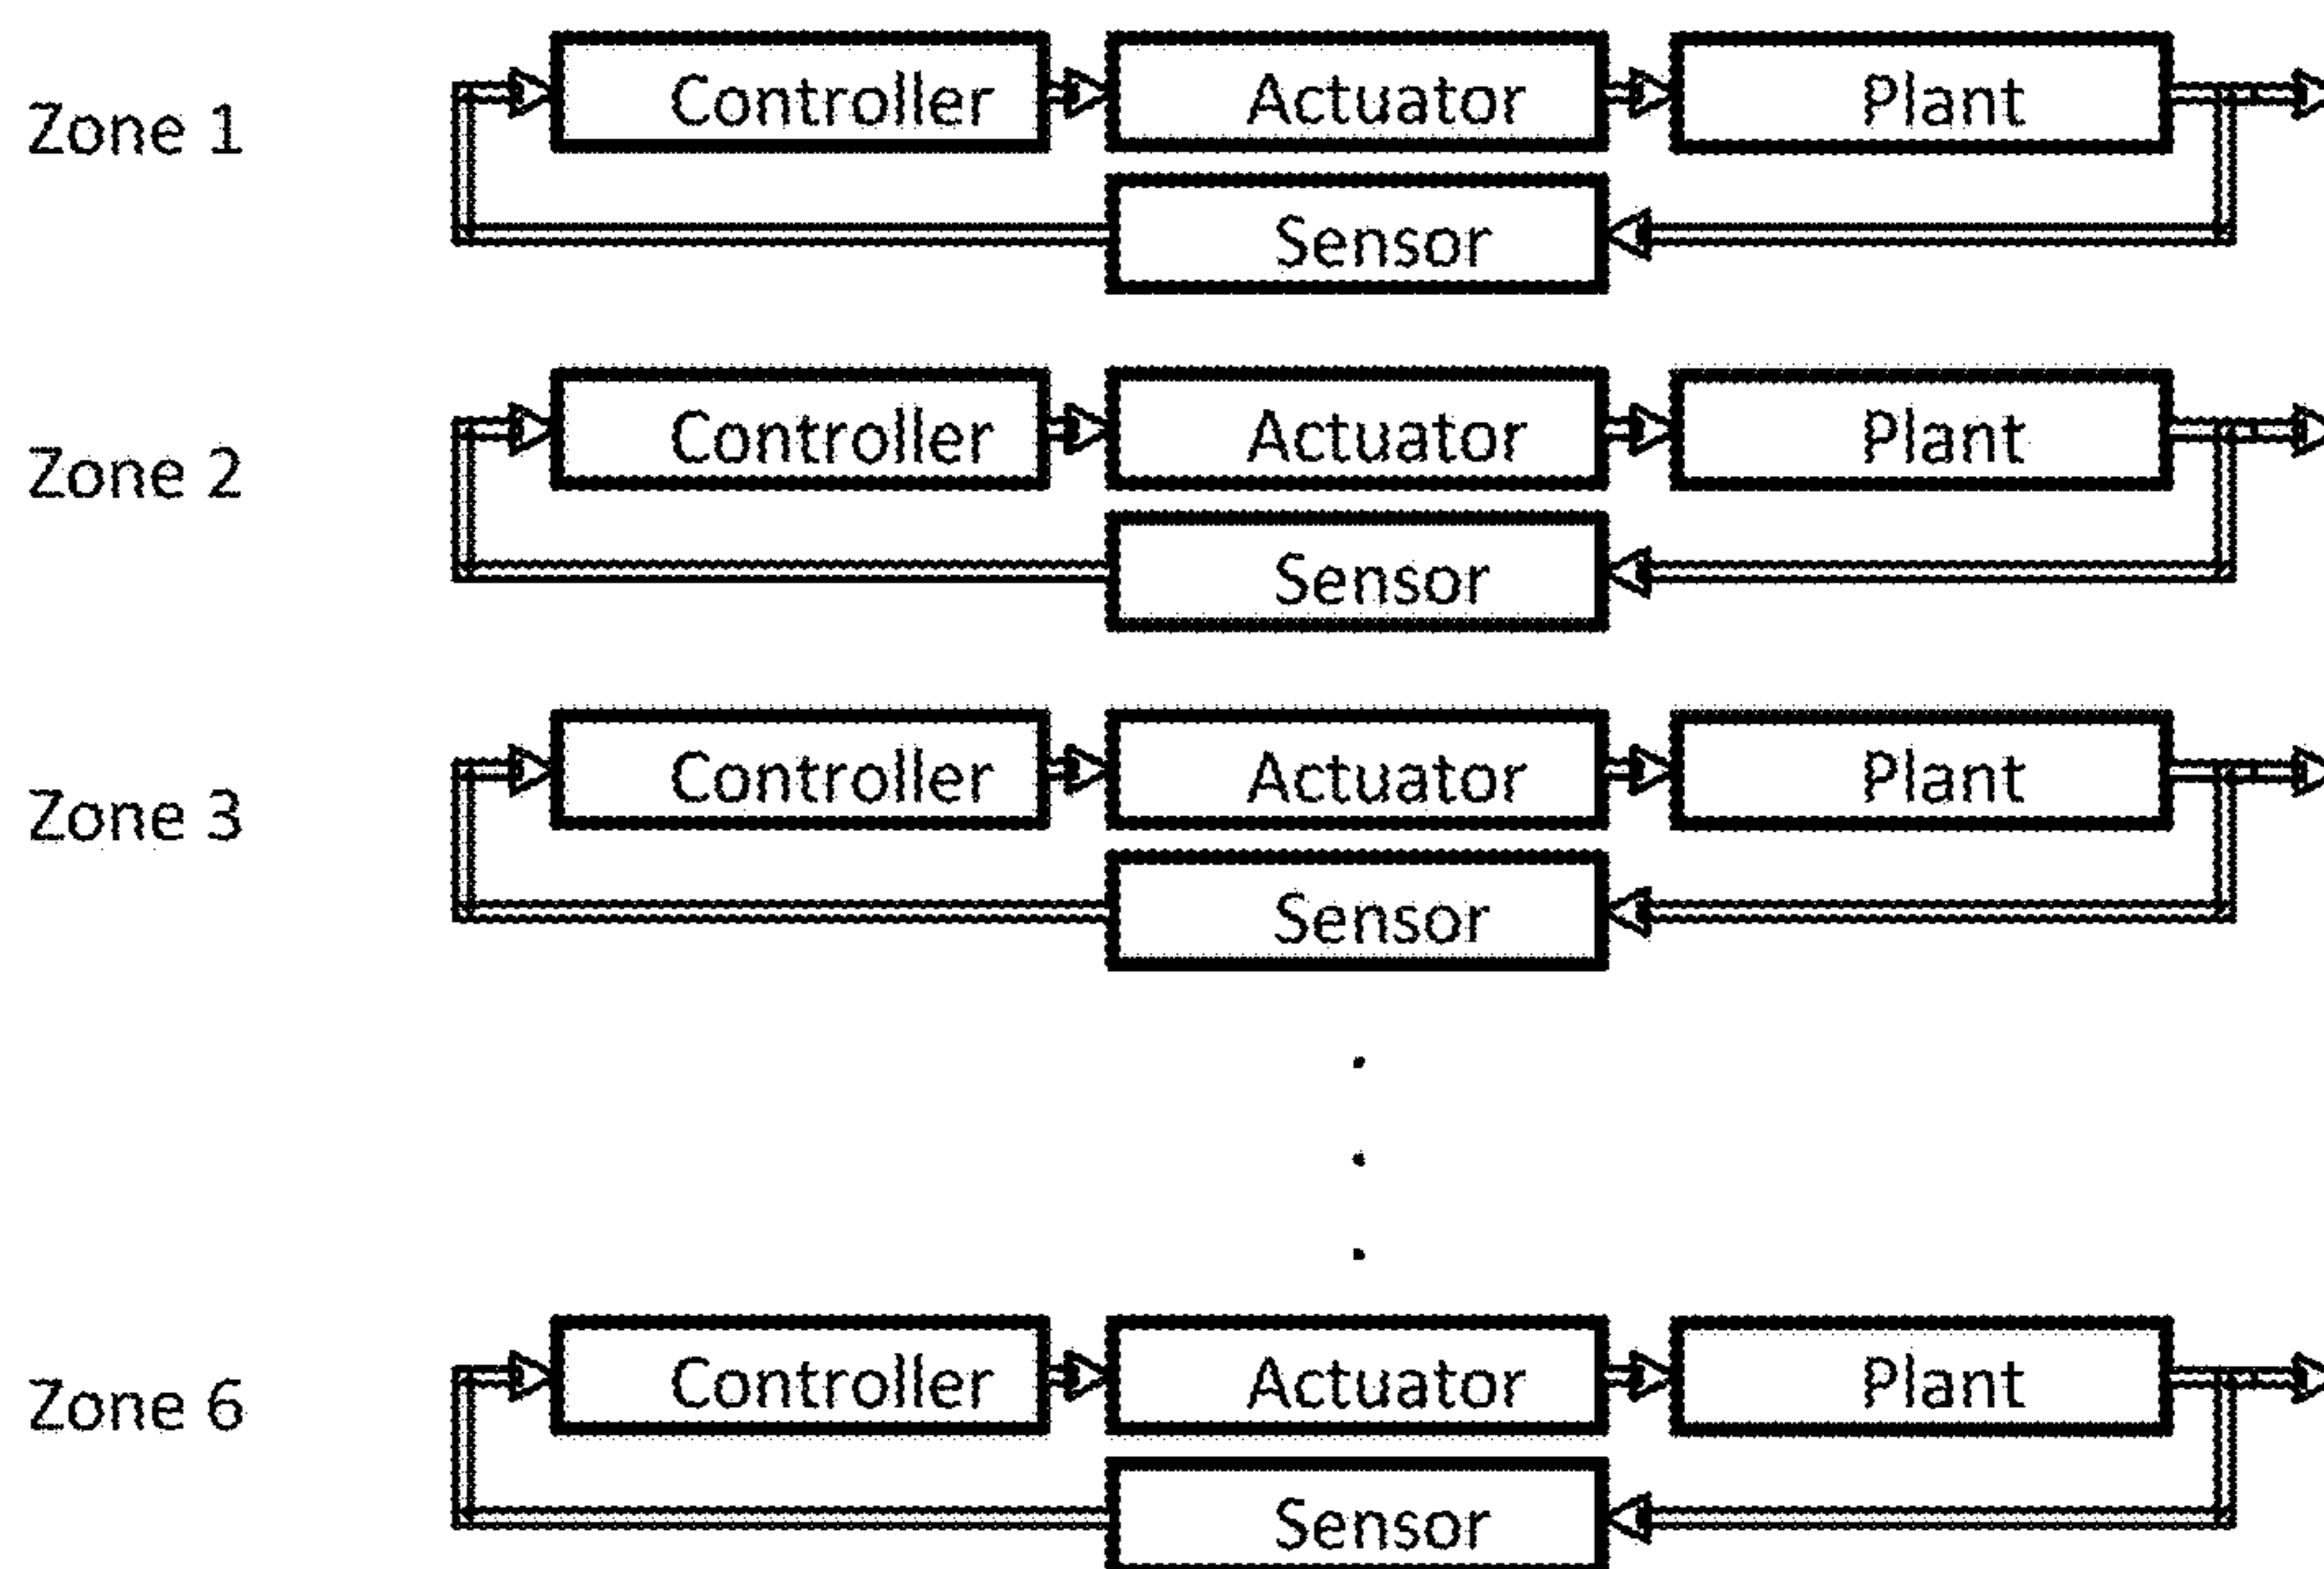 Zone 1
Controller
Actuator
Plant
Sensor
Zone 2
Controller
Actuator
Plant
Sensor
Zone 3
Controller
Actuator
Plant
Sensor
.
.
.
Zone 6
Controller
Actuator
Plant
Sensor